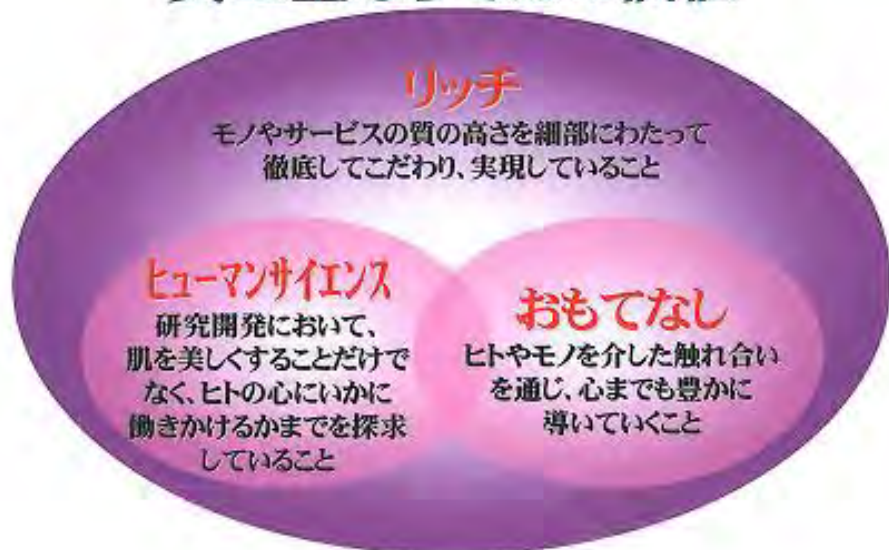 リッチ
モノやサービスの質の高さを細部にわたって
徹底してこだわり、実現していること
ヒューマンサイエンス
研究開発において、
肌を美しくすることだけで
なく、ヒトの心にいかに
働きかけるかまでを探求
していること
おもてなし
ヒトやモノを介した触れ合い
を通じ、心までも豊かに
導いていくこと